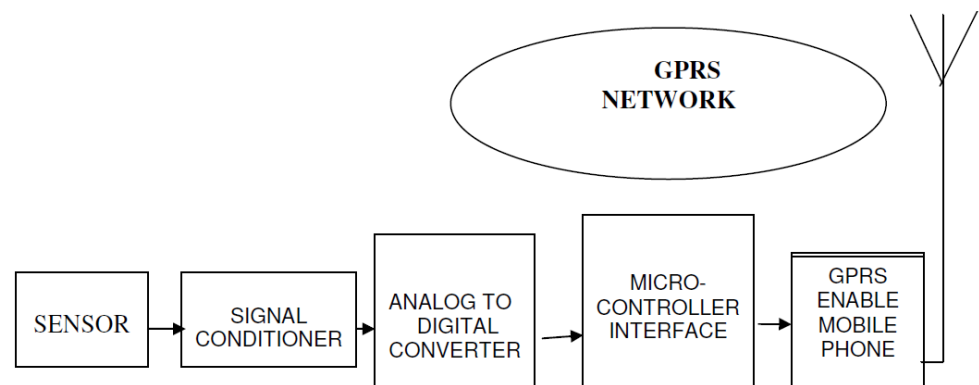 GPRS
NETWORK
SENSOR
SIGNAL
CONDITIONER
ANALOG TO
DIGITAL
CONVERTER
MICRO-
CONTROLLER
INTERFACE
GPRS
ENABLE
MOBILE
PHONE